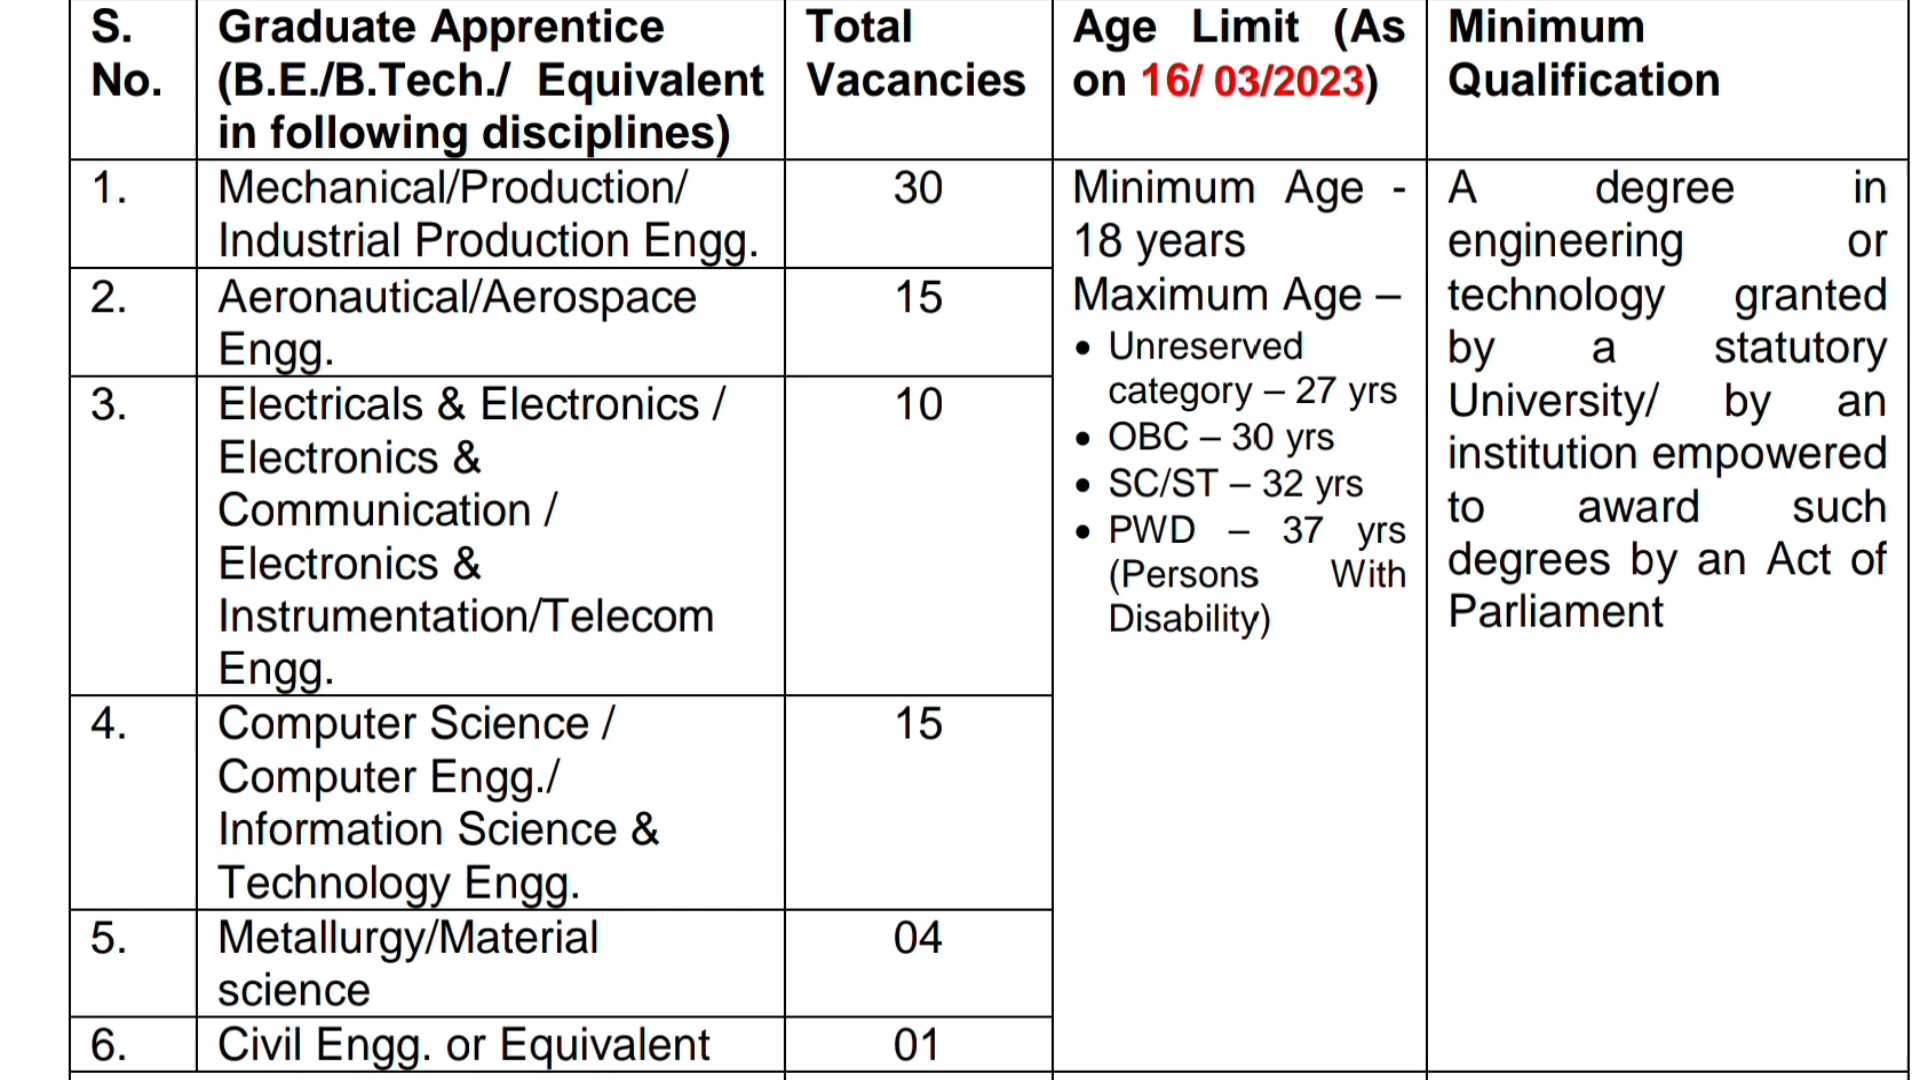 S. No.
Graduate Apprentice
(B.E./B.Tech./ Equivalent
in following disciplines)
Total
Vacancies
Age Limit (As
on 16/ 03/2023)
Minimum
Qualification
1.
Mechanical/Production/
Industrial Production Engg.
30
Minimum Age -
18 years
Maximum Age –
• Unreserved
category – 27 yrs
• OBC – 30 yrs
• SC/ST – 32 yrs
• PWD – 37 yrs
(Persons With
Disability)
A degree in
engineering or
technology granted
by a statutory
University/ by an
institution empowered
to award such
degrees by an Act of
Parliament
2.
Aeronautical/Aerospace
Engg.
15
3.
Electricals & Electronics /
Electronics &
Communication /
Electronics &
Instrumentation/Telecom
Engg.
10
4.
Computer Science /
Computer Engg./
Information Science &
Technology Engg.
15
5.
Metallurgy/Material
science
04
6.
Civil Engg. or Equivalent
01